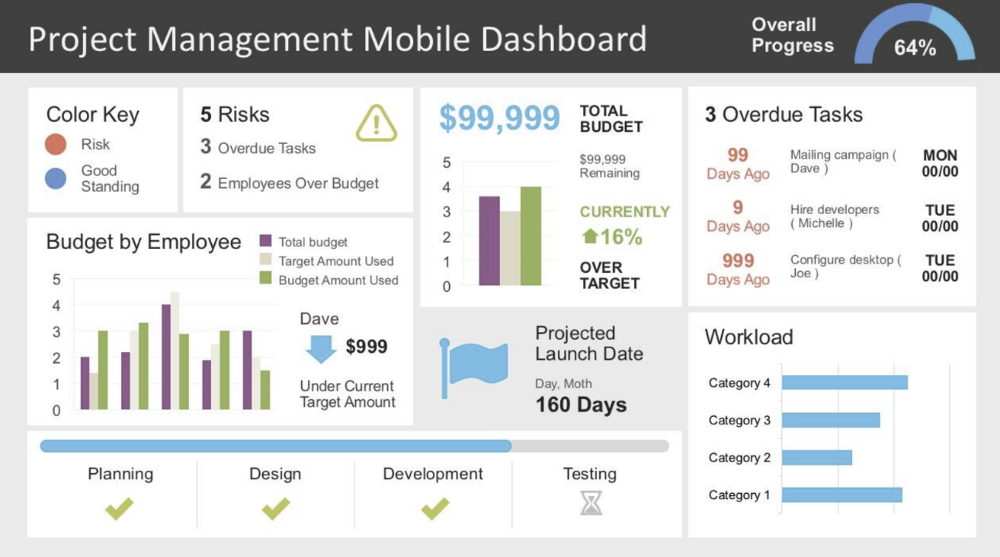 Project Management Mobile Dashboard
Overall
Progress
64%
Color Key
Risk
Good
Standing
5 Risks
3 Overdue Tasks
2 Employees Over Budget
$99,999
TOTAL
BUDGET
$99,999
Remaining
CURRENTLY
16%
OVER
TARGET
5
4
3
2
1
0
3 Overdue Tasks
99
Days Ago
Mailing campaign (
Dave )
MON
00/00
9
Days Ago
Hire developers
( Michelle )
TUE
00/00
999
Days Ago
Configure desktop (
Joe )
TUE
00/00
Budget by Employee
Total budget
Target Amount Used
Budget Amount Used
5
4
3
2
1
0
Dave
$999
Under Current
Target Amount
Projected
Launch Date
Day, Moth
160 Days
Workload
Category 4
Category 3
Category 2
Category 1
Planning
Design
Development
Testing